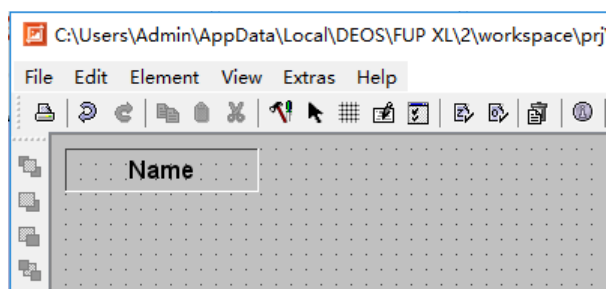 C:\Users\Admin\AppData\Local\DEOS\FUP XL\2\workspace\prj
File Edit Element View Extras Help
Name